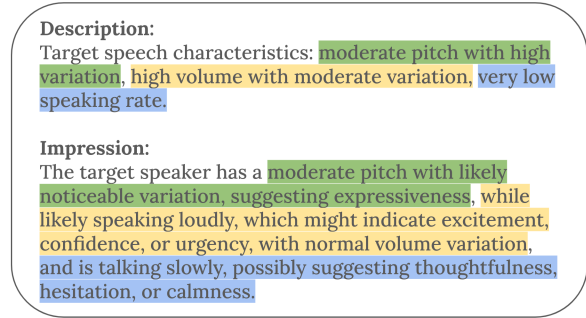 Description:
Target speech characteristics: moderate pitch with high
variation, high volume with moderate variation, very low
speaking rate.
Impression:
The target speaker has a moderate pitch with likely
noticeable variation, suggesting expressiveness, while
likely speaking loudly, which might indicate excitement,
confidence, or urgency, with normal volume variation,
and is talking slowly, possibly suggesting thoughtfulness,
hesitation, or calmness.